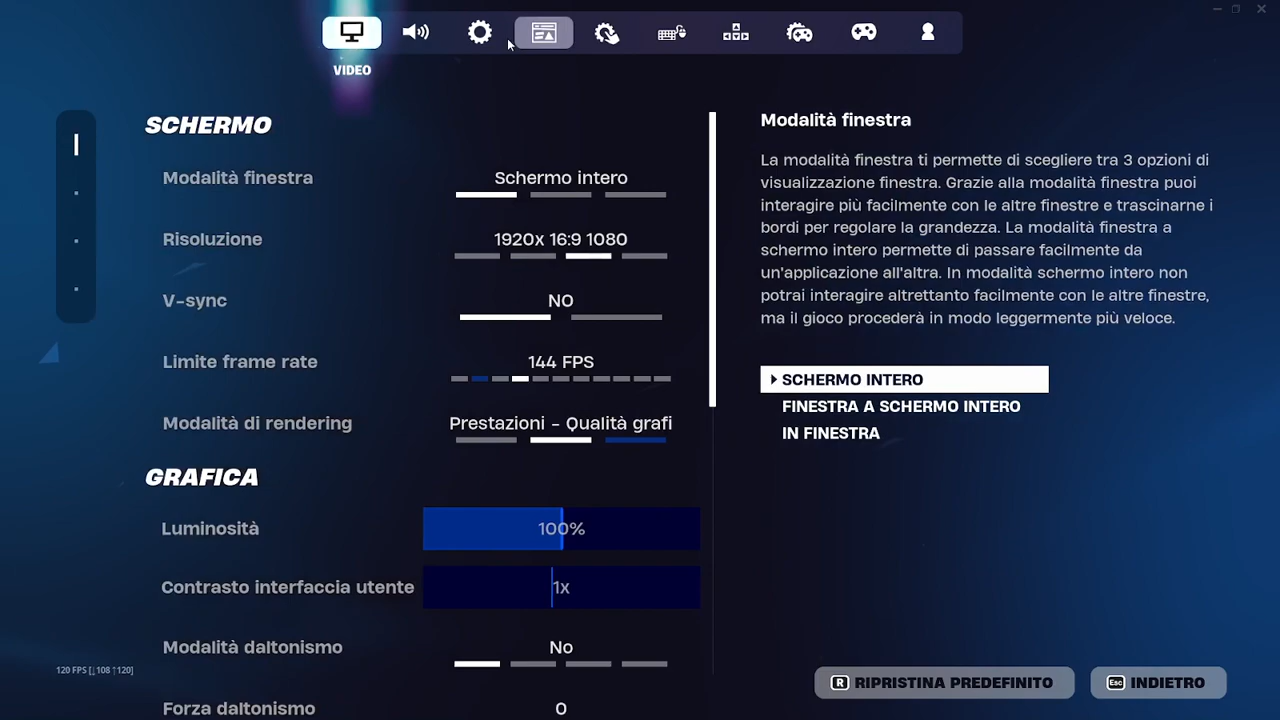 VIDEO
SCHERMO
Modalità finestra
Schermo intero
Risoluzione
1920x 16:9 1080
V-sync
NO
Limite frame rate
144 FPS
Modalità di rendering
Prestazioni - Qualità grafi
GRAFICA
Luminosità
100%
Contrasto interfaccia utente
1x
Modalità daltonismo
No
Forza daltonismo
0
Modalità finestra
La modalità finestra ti permette di scegliere tra 3 opzioni di
visualizzazione finestra. Grazie alla modalità finestra puoi
interagire più facilmente con le altre finestre e trascinarne i
bordi per regolare la grandezza. La modalità finestra a
schermo intero permette di passare facilmente da
un'applicazione all'altra. In modalità schermo intero non
potrai interagire altrettanto facilmente con le altre finestre,
ma il gioco procederà in modo leggermente più veloce.
SCHERMO INTERO
FINESTRA A SCHERMO INTERO
IN FINESTRA
120 FPS [↓108 ↑120]
R RIPRISTINA PREDEFINITO
Esc INDIETRO